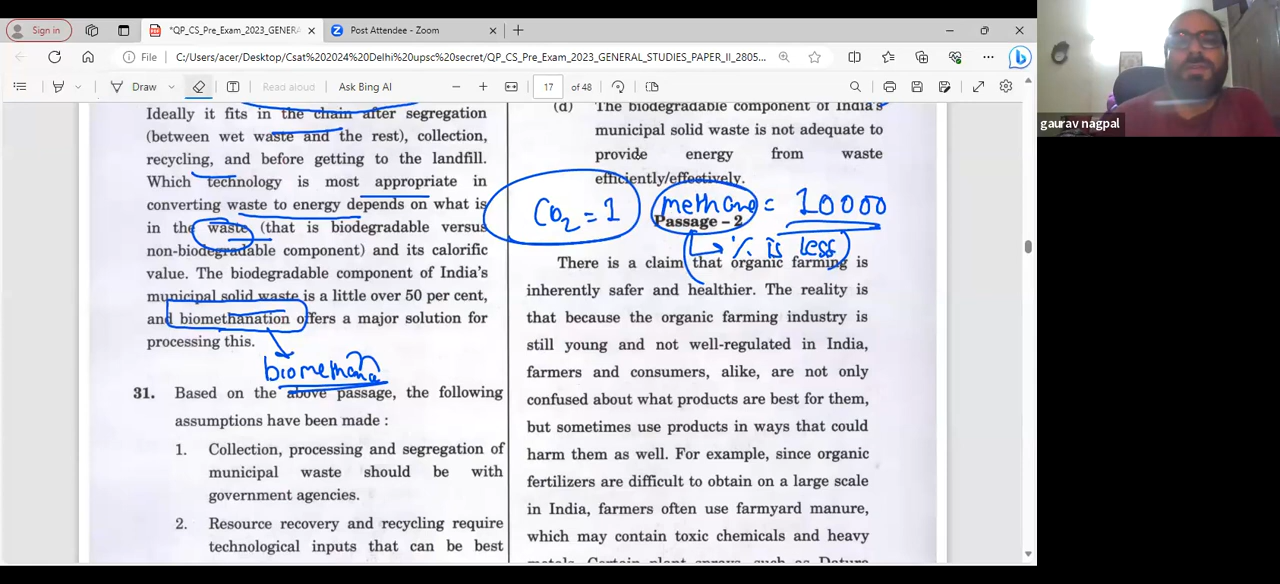 Sign in
*QP_CS_Pre_Exam_2023_GENERA
Post Attendee - Zoom
File
C:/Users/acer/Desktop/Csat%202024%20Delhi%20upsc%20secret/QP_CS_Pre_Exam_2023_GENERAL_STUDIES_PAPER_II_2805...
Draw
Read aloud
Ask Bing AI
17
of 48
Ideally it fits in the chain after segregation
(between wet waste and the rest), collection,
recycling, and before getting to the landfill.
Which technology is most appropriate in
converting waste to energy depends on what is
in the waste (that is biodegradable versus
non-biodegradable component) and its calorific
value. The biodegradable component of India's
municipal solid waste is a little over 50 per cent,
and biomethanation offers a major solution for
processing this.
biomethane
31. Based on the above passage, the following
assumptions have been made :
1. Collection, processing and segregation of
municipal waste should be with
government agencies.
2. Resource recovery and recycling require
technological inputs that can be best
(d) The biodegradable component of India's
municipal solid waste is not adequate to
provide energy from waste
efficiently/effectively.
CO2 = 1 methane = 10000
Passage – 2
% is less
There is a claim that organic farming is
inherently safer and healthier. The reality is
that because the organic farming industry is
still young and not well-regulated in India,
farmers and consumers, alike, are not only
confused about what products are best for them,
but sometimes use products in ways that could
harm them as well. For example, since organic
fertilizers are difficult to obtain on a large scale
in India, farmers often use farmyard manure,
which may contain toxic chemicals and heavy
metals. Certain plant sprays, such as Datura
gaurav nagpal